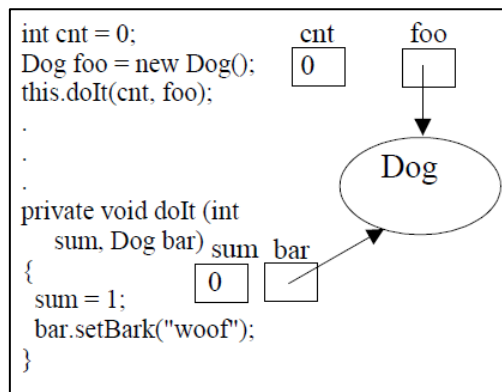 int cnt = 0;
Dog foo = new Dog();
this.doIt(cnt, foo);
.
.
.
private void doIt (int
sum, Dog bar)
{
sum = 1;
bar.setBark("woof");
}
cnt foo
0
Dog
sum bar
0